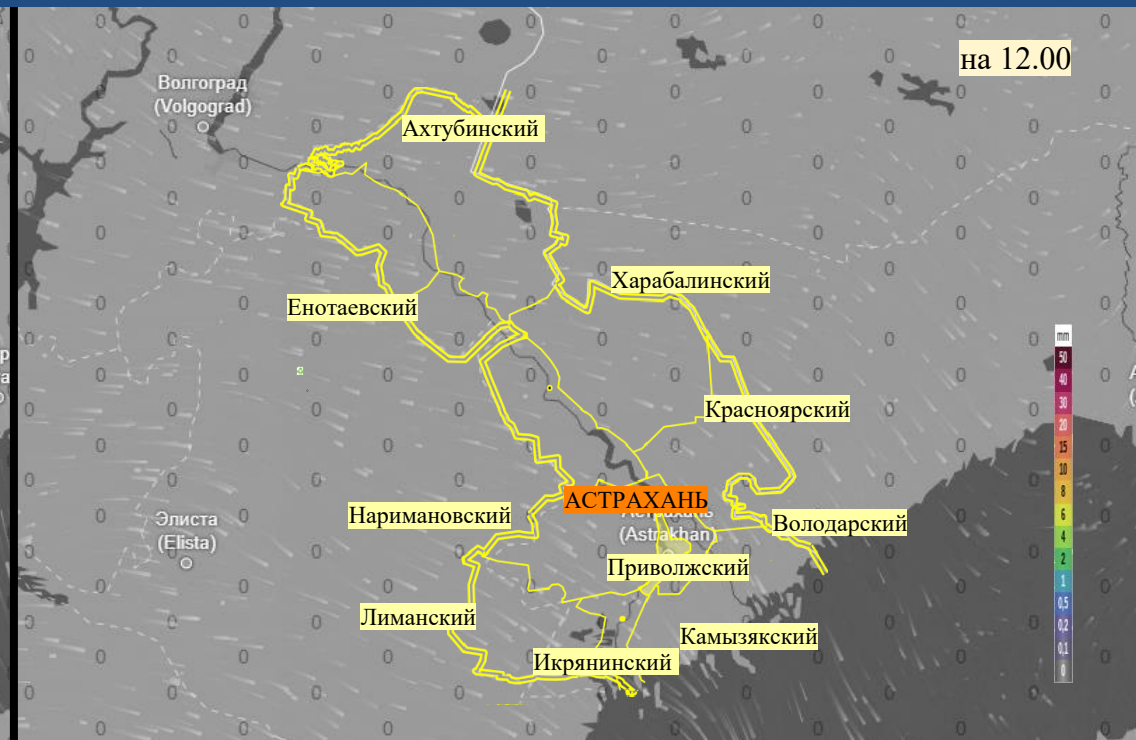 на 12.00
Волгоград
(Volgograd)
Ахтубинский
Харабалинский
Енотаевский
mm
50
40
30
20
15
10
8
6
4
2
1
0,5
0,2
0,1
0
Красноярский
АСТРАХАНЬ
Наримановский
(Astrakhan)
Володарский
Элиста
(Elista)
Приволжский
Лиманский
Камызякский
Икрянинский